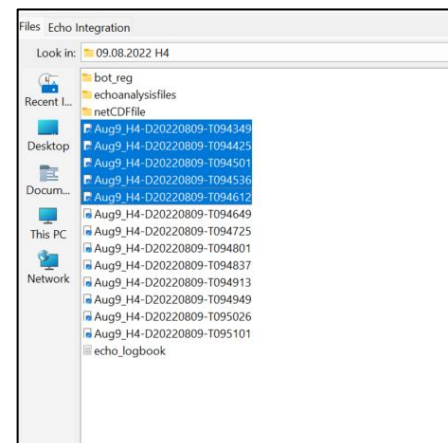 Files Echo Integration
Look in: 09.08.2022 H4
Recent I...
Desktop
Docum...
This PC
Network
bot_reg
echoanalysisfiles
netCDFfile
Aug9_H4-D20220809-T094349
Aug9_H4-D20220809-T094425
Aug9_H4-D20220809-T094501
Aug9_H4-D20220809-T094536
Aug9_H4-D20220809-T094612
Aug9_H4-D20220809-T094649
Aug9_H4-D20220809-T094725
Aug9_H4-D20220809-T094801
Aug9_H4-D20220809-T094837
Aug9_H4-D20220809-T094913
Aug9_H4-D20220809-T094949
Aug9_H4-D20220809-T095026
Aug9_H4-D20220809-T095101
echo_logbook